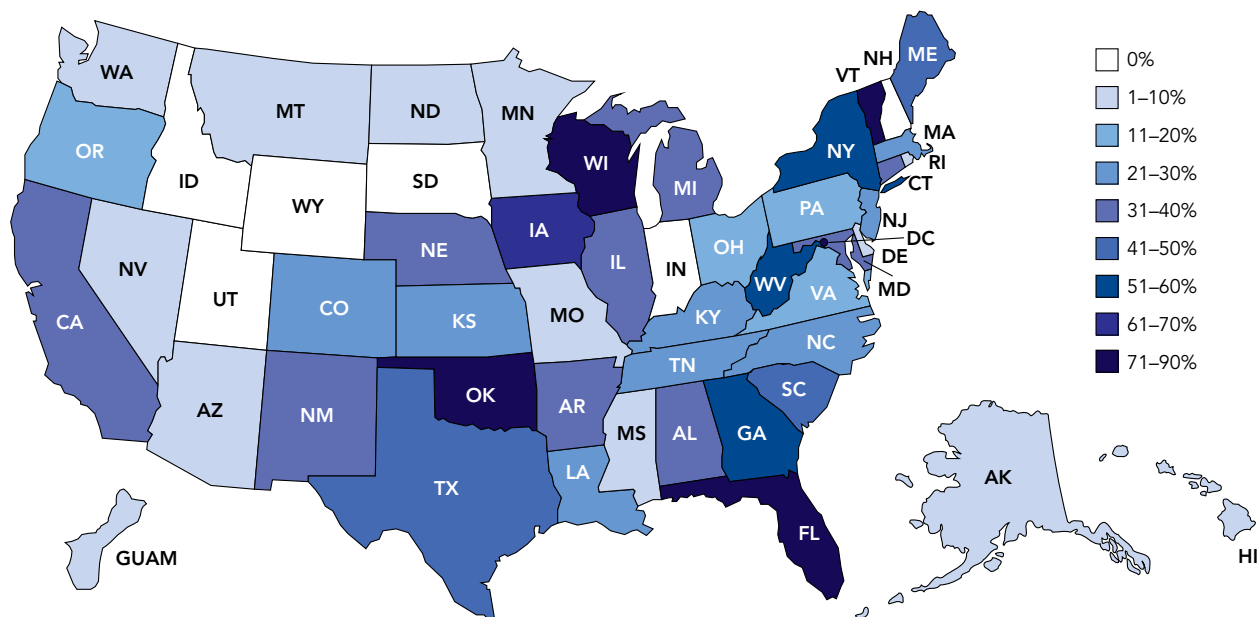 WA
MT
ND
MN
OR
ID
WY
SD
WI
MI
NY
VT
NH
ME
MA
RI
CT
NJ
DC
DE
MD
PA
NV
UT
CO
NE
IA
IL
IN
OH
WV
VA
CA
KS
MO
KY
NC
TN
AZ
NM
OK
AR
SC
MS
AL
GA
TX
LA
FL
GUAM
AK
HI
0%
1–10%
11–20%
21–30%
31–40%
41–50%
51–60%
61–70%
71–90%